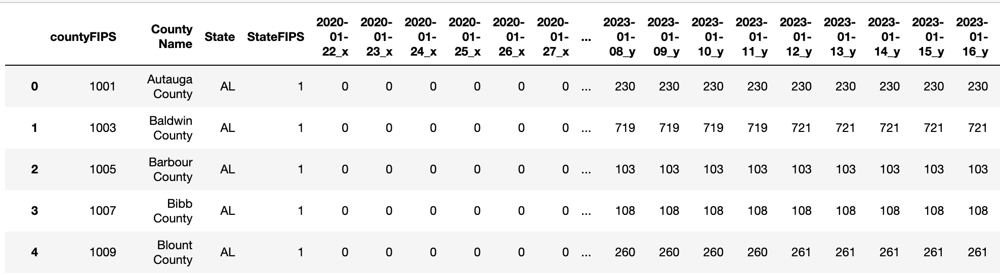 countyFIPS County Name State StateFIPS 2020-01-22_x 2020-01-23_x 2020-01-24_x 2020-01-25_x 2020-01-26_x 2020-01-27_x ... 2023-01-08_y 2023-01-09_y 2023-01-10_y 2023-01-11_y 2023-01-12_y 2023-01-13_y 2023-01-14_y 2023-01-15_y 2023-01-16_y
0 1001 Autauga County AL 1 0 0 0 0 0 0 ... 230 230 230 230 230 230 230 230 230
1 1003 Baldwin County AL 1 0 0 0 0 0 0 ... 719 719 719 719 721 721 721 721 721
2 1005 Barbour County AL 1 0 0 0 0 0 0 ... 103 103 103 103 103 103 103 103 103
3 1007 Bibb County AL 1 0 0 0 0 0 0 ... 108 108 108 108 108 108 108 108 108
4 1009 Blount County AL 1 0 0 0 0 0 0 ... 260 260 260 260 261 261 261 261 261